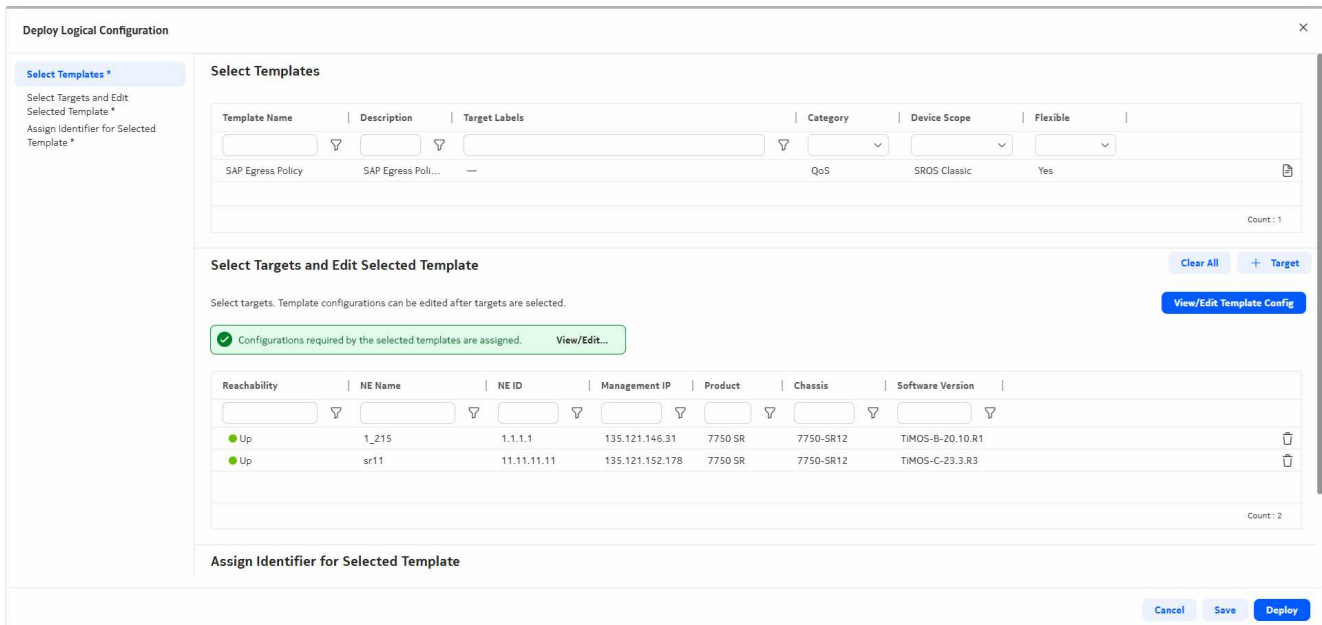 Deploy Logical Configuration
Select Templates *
Select Targets and Edit
Selected Template *
Assign Identifier for Selected
Template *
Select Templates
Template Name Description Target Labels Category Device Scope Flexible
SAP Egress Policy SAP Egress Poli... — QoS SROS Classic Yes
Count : 1
Select Targets and Edit Selected Template
Clear All + Target
Select targets. Template configurations can be edited after targets are selected.
View/Edit Template Config
Configurations required by the selected templates are assigned. View/Edit...
Reachability NE Name NE ID Management IP Product Chassis Software Version
Up 1_215 1.1.1.1 135.121.146.31 7750 SR 7750-SR12 TiMOS-B-20.10.R1
Up sr11 11.11.11.11 135.121.152.178 7750 SR 7750-SR12 TiMOS-C-23.3.R3
Count : 2
Assign Identifier for Selected Template
Cancel Save Deploy